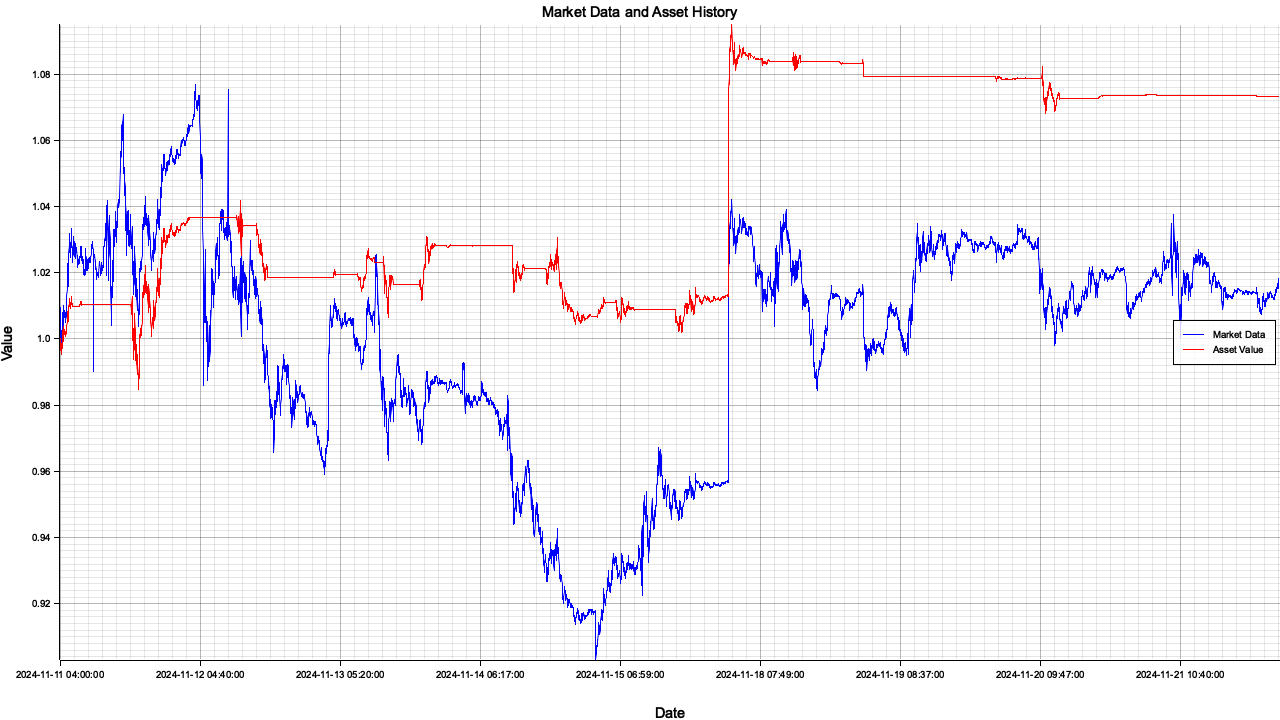 Market Data and Asset History
Value
1.08
1.06
1.04
1.02
1.0
0.98
0.96
0.94
0.92
Market Data
Asset Value
2024-11-11 04:00:00 2024-11-12 04:40:00 2024-11-13 05:20:00 2024-11-14 06:17:00 2024-11-15 06:59:00 2024-11-18 07:49:00 2024-11-19 08:37:00 2024-11-20 09:47:00 2024-11-21 10:40:00
Date